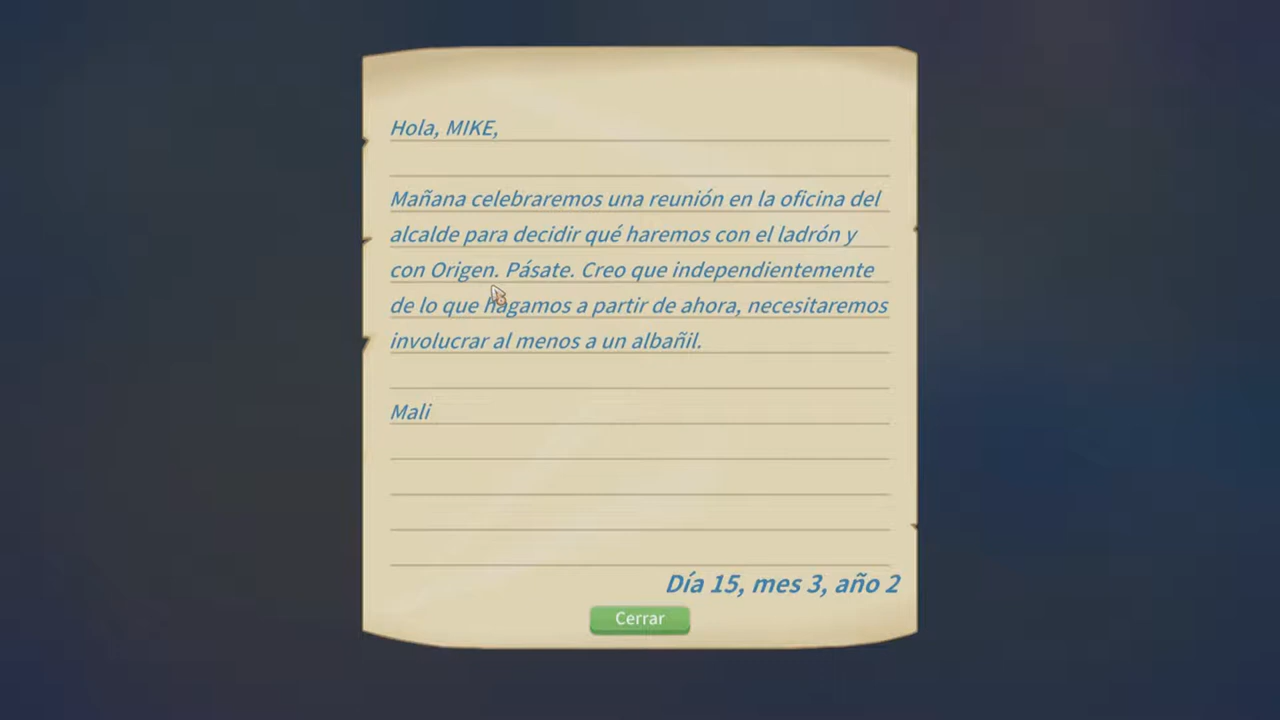 Hola, MIKE,
Mañana celebraremos una reunión en la oficina del
alcalde para decidir qué haremos con el ladrón y
con Origen. Pásate. Creo que independientemente
de lo que hagamos a partir de ahora, necesitaremos
involucrar al menos a un albañil.
Mali
Día 15, mes 3, año 2
Cerrar